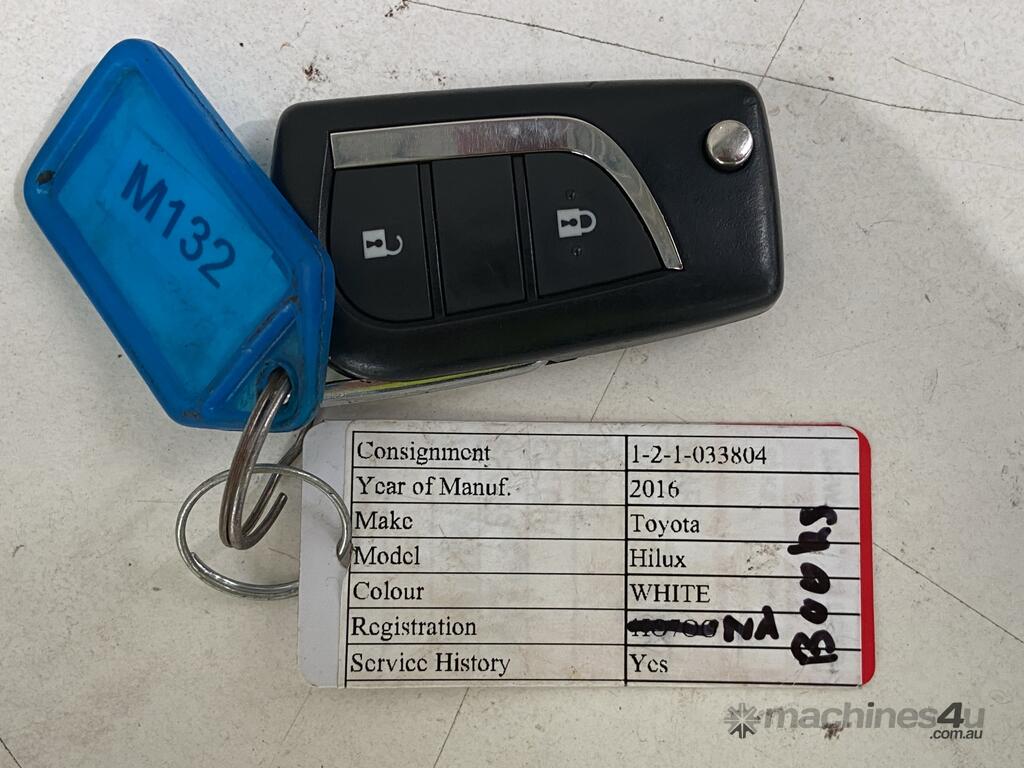 M132
Consignment 1-2-1-033804
Year of Manuf. 2016
Make Toyota
Model Hilux
Colour WHITE
Registration NA
Service History Yes
BOOKS
machines4u
.com.au